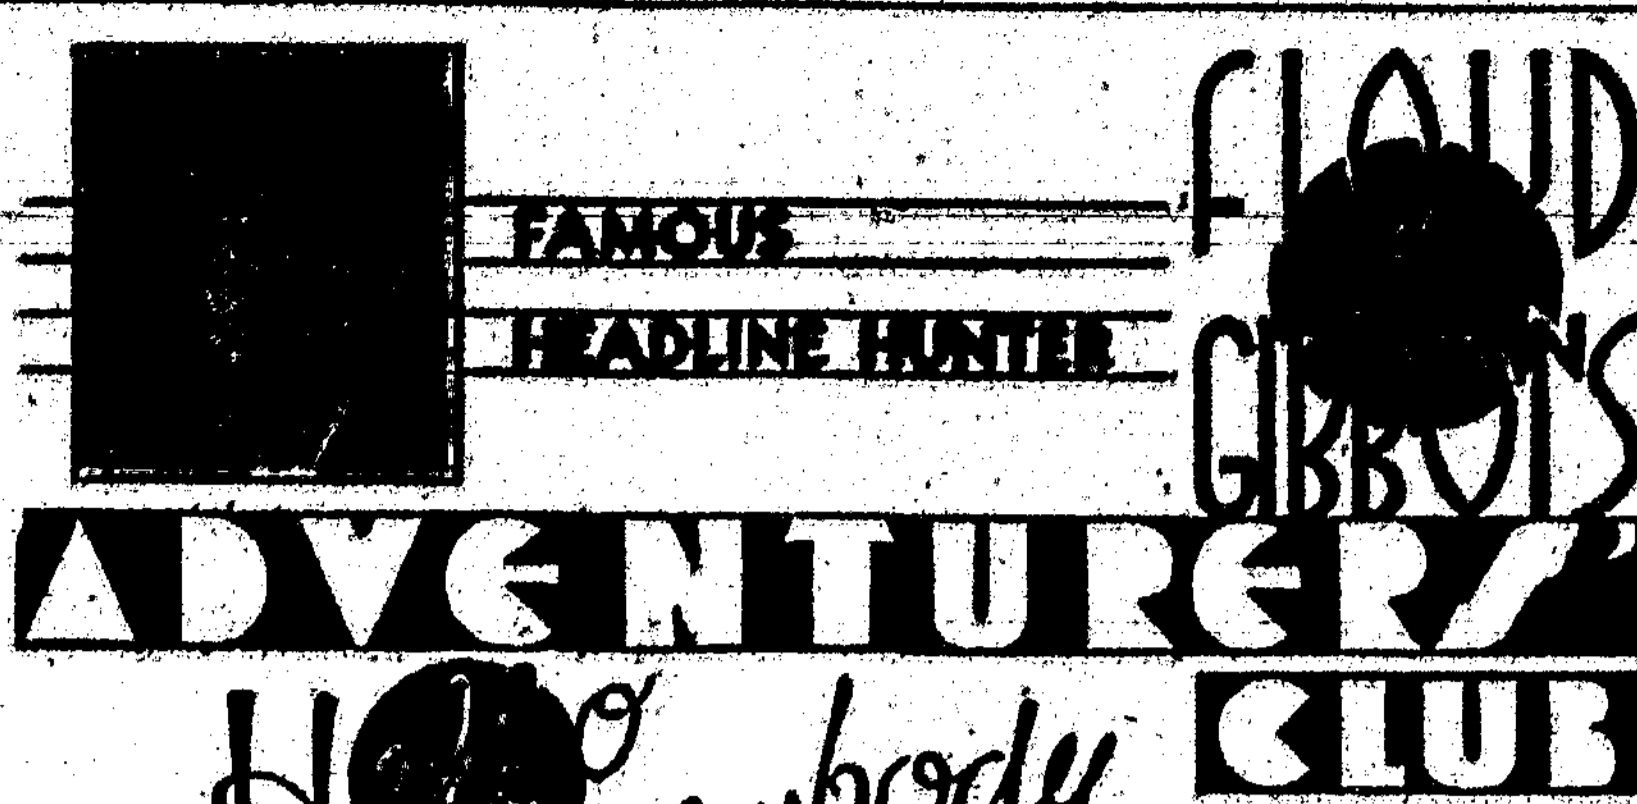 FAMOUS
HEADLINE HUNTER
FLOYD
GIBBONS
ADVENTURERS'
CLUB